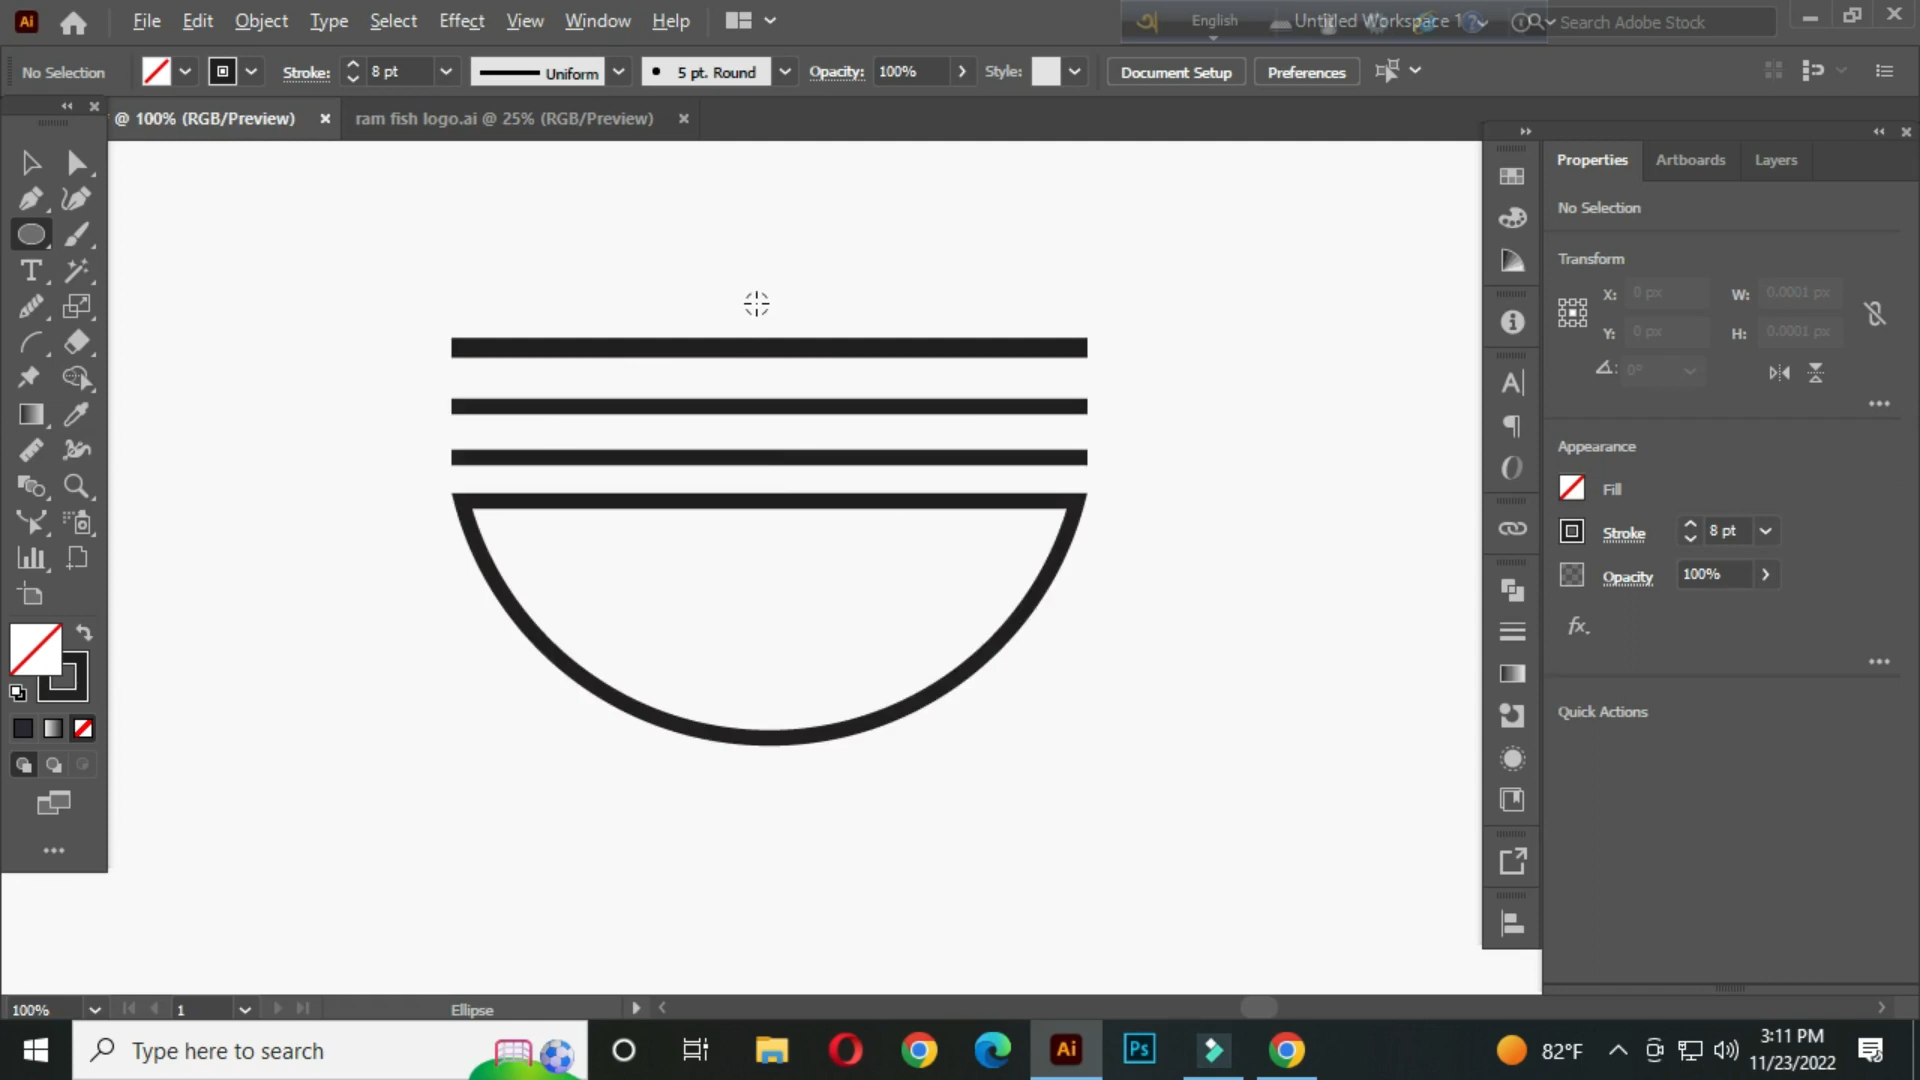 Ai File Edit Object Type Select Effect View Window Help English Untitled Workspace 1 Search Adobe Stock
No Selection Stroke: 8 pt Uniform 5 pt. Round Opacity: 100% Style: Document Setup Preferences
@ 100% (RGB/Preview) ram fish logo.ai @ 25% (RGB/Preview)
Properties Artboards Layers
No Selection
Transform
X: 0 px W: 0.0001 px
Y: 0 px H: 0.0001 px
0°
Appearance
Fill
Stroke 8 pt
Opacity 100%
fx.
Quick Actions
100% 1 Ellipse
Type here to search Ai Ps 82°F 3:11 PM
11/23/2022